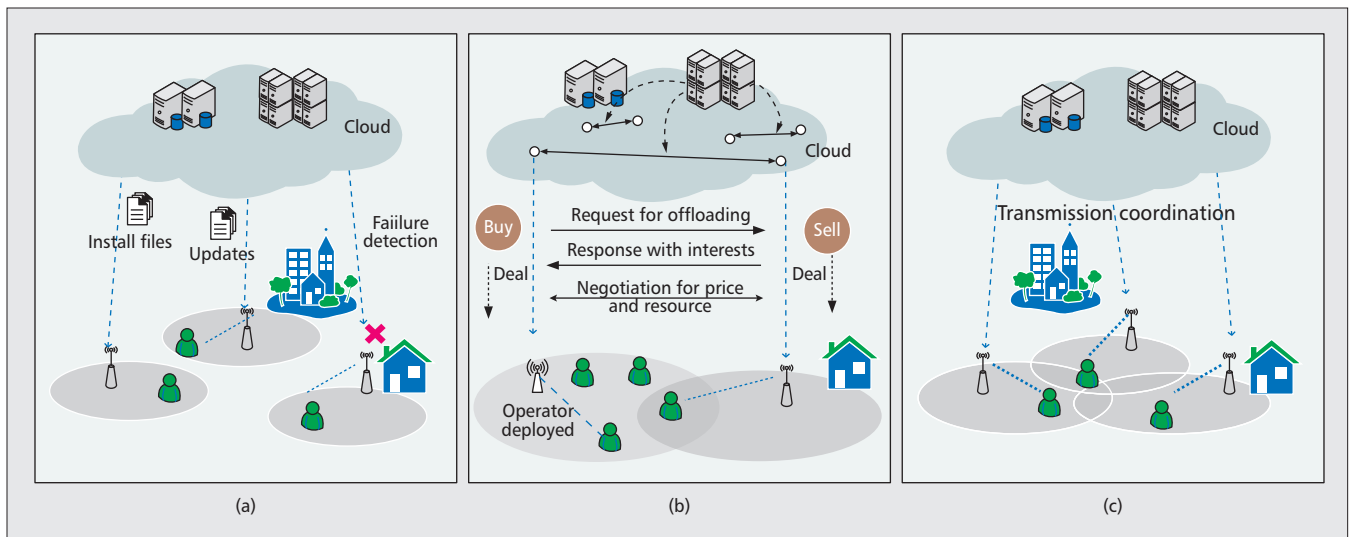 Cloud
Install files
Updates
Faiilure
detection
(a)
Cloud
Buy
Request for offloading
Sell
Response with interests
Deal
Deal
Negotiation for price
and resource
Operator
deployed
(b)
Cloud
Transmission coordination
(c)